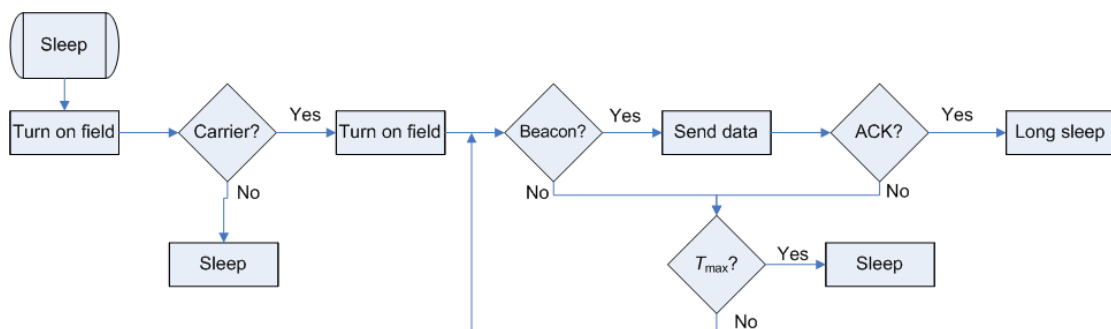 Sleep
Turn on field
Carrier?
Yes
Turn on field
Beacon?
Yes
Send data
ACK?
Yes
Long sleep
No
No
No
Sleep
Tmax?
Yes
Sleep
No